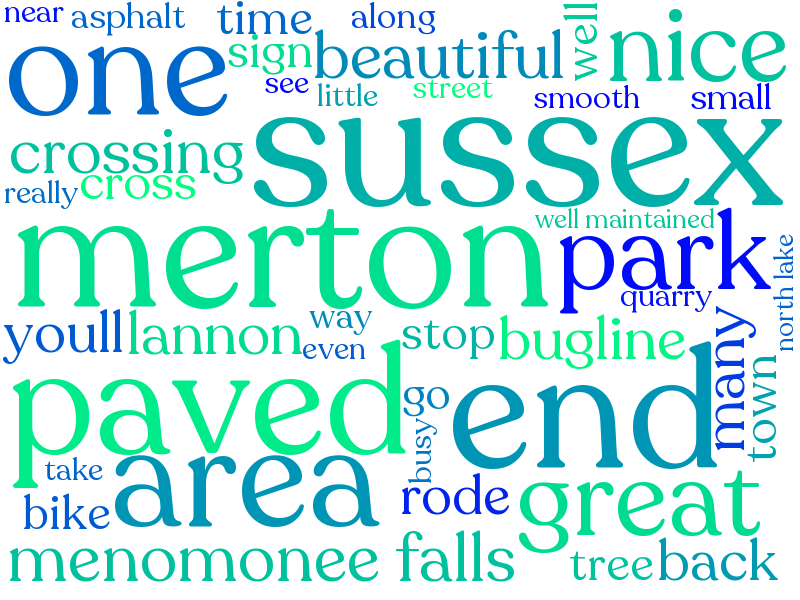 near
asphalt
time
along
one
sign
beautiful
well
nice
see
little
street
smooth
small
crossing
sussex
really
cross
merton
well maintained
park
quarry
north lake
youll
lannon
way
even
stop
bugline
many
town
paved
go
busy
end
take
area
bike
rode
great
menomonee falls
tree
back